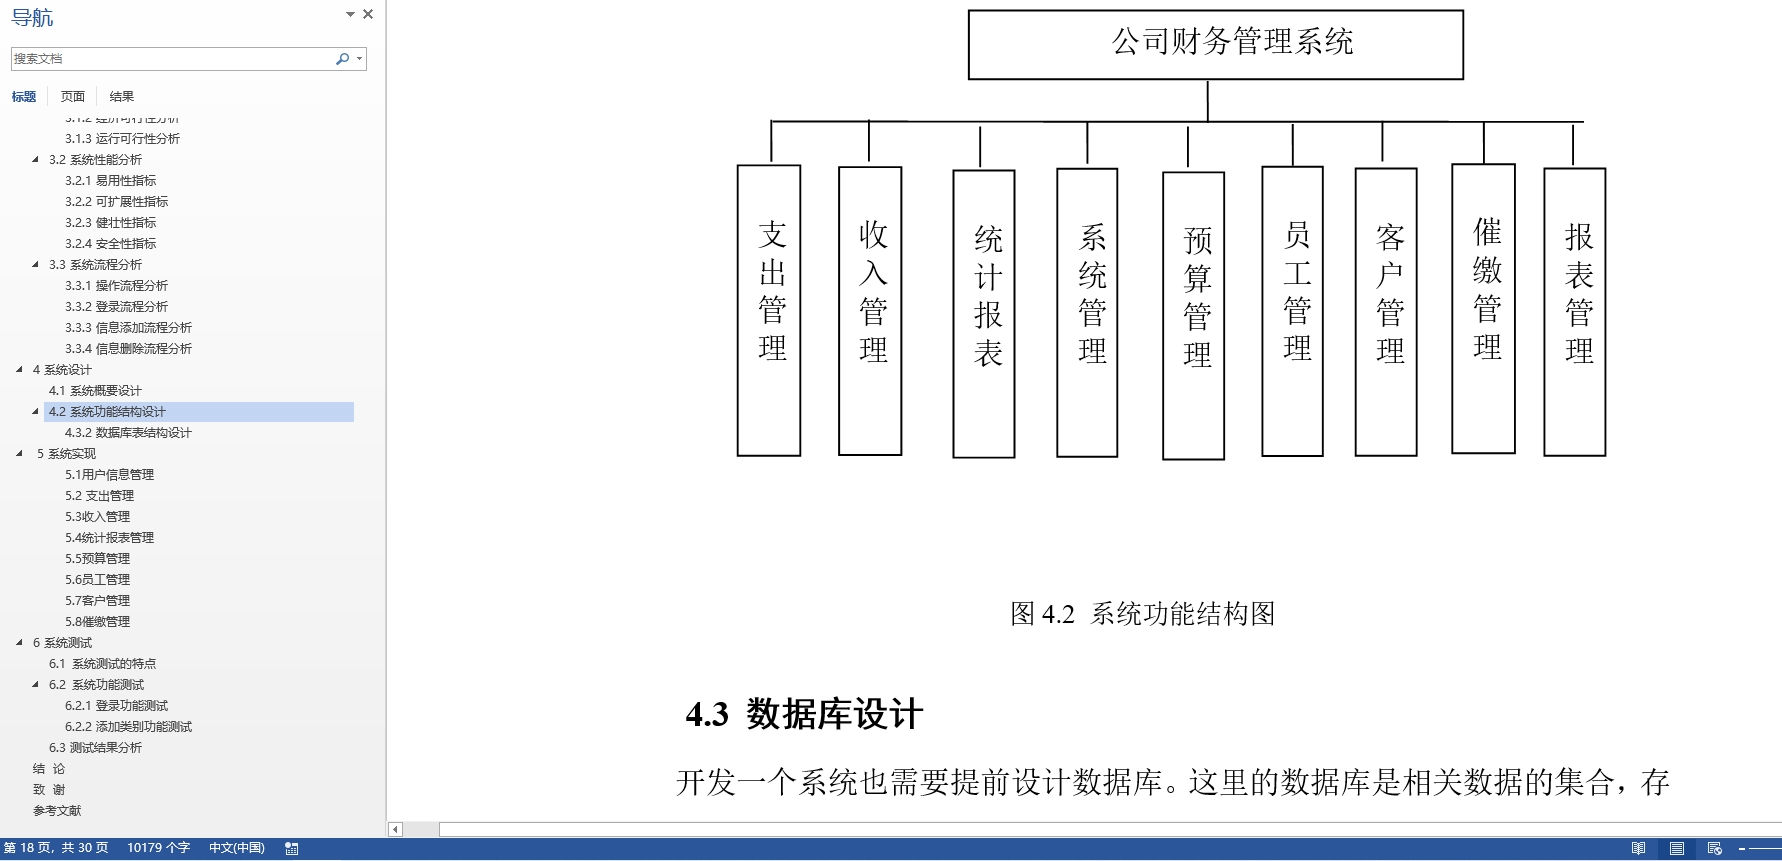 导航
搜索文档
标题 页面 结果
3.1.2 经济可行性分析
3.1.3 运行可行性分析
3.2 系统性能分析
3.2.1 易用性指标
3.2.2 可扩展性指标
3.2.3 健壮性指标
3.2.4 安全性指标
3.3 系统流程分析
3.3.1 操作流程分析
3.3.2 登录流程分析
3.3.3 信息添加流程分析
3.3.4 信息删除流程分析
4 系统设计
4.1 系统概要设计
4.2 系统功能结构设计
4.3.2 数据库表结构设计
5 系统实现
5.1用户信息管理
5.2 支出管理
5.3收入管理
5.4统计报表管理
5.5预算管理
5.6员工管理
5.7客户管理
5.8催缴管理
6 系统测试
6.1 系统测试的特点
6.2 系统功能测试
6.2.1 登录功能测试
6.2.2 添加类别功能测试
6.3 测试结果分析
结 论
致 谢
参考文献
公司财务管理系统
支出管理
收入管理
统计报表
系统管理
预算管理
员工管理
客户管理
催缴管理
报表管理
图 4.2 系统功能结构图
4.3 数据库设计
开发一个系统也需要提前设计数据库。这里的数据库是相关数据的集合，存
第 18 页，共 30 页 10179 个字 中文(中国)